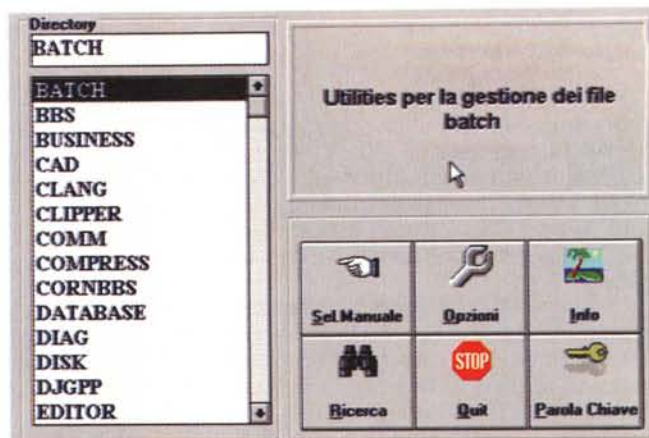 Directory
BATCH
BATCH
BBS
BUSINESS
CAD
CLANG
CLIPPER
COMM
COMPRESS
CORNBBS
DATABASE
DIAG
DISK
DJGPP
EDITOR
Utilities per la gestione dei file
batch
Sel.Manuale
Opzioni
Info
Ricerca
STOP
Quit
Parola Chiave